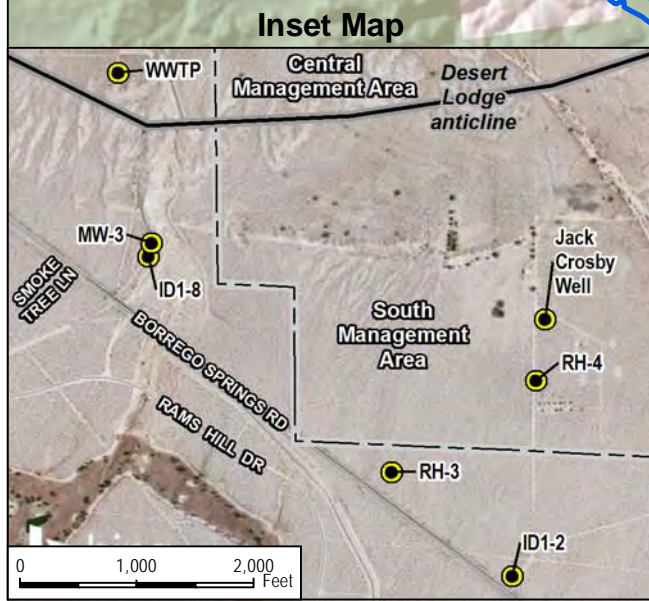 Inset Map
WWTP
Central
Management Area
Desert
Lodge
anticline
MW-3
ID1-8
SMOKE
TREE LN
BORREGO SPRINGS RD
RAMS HILL DR
South
Management
Area
Jack
Crosby
Well
RH-4
RH-3
ID1-2
0 1,000 2,000
Feet